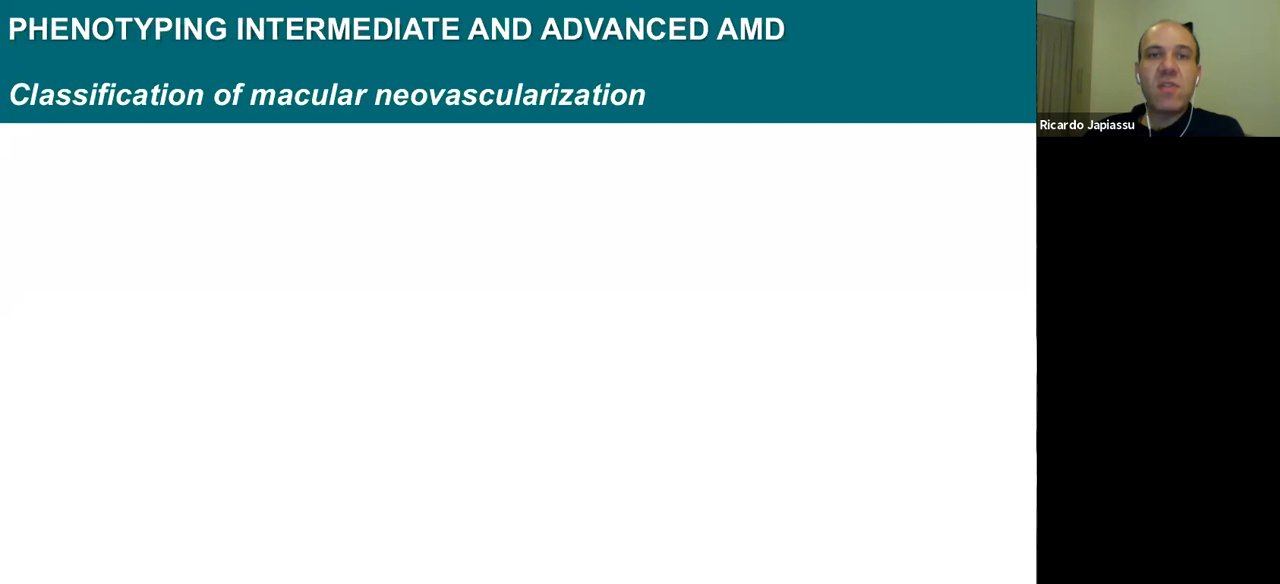 PHENOTYPING INTERMEDIATE AND ADVANCED AMD
Classification of macular neovascularization
Ricardo Japiassu